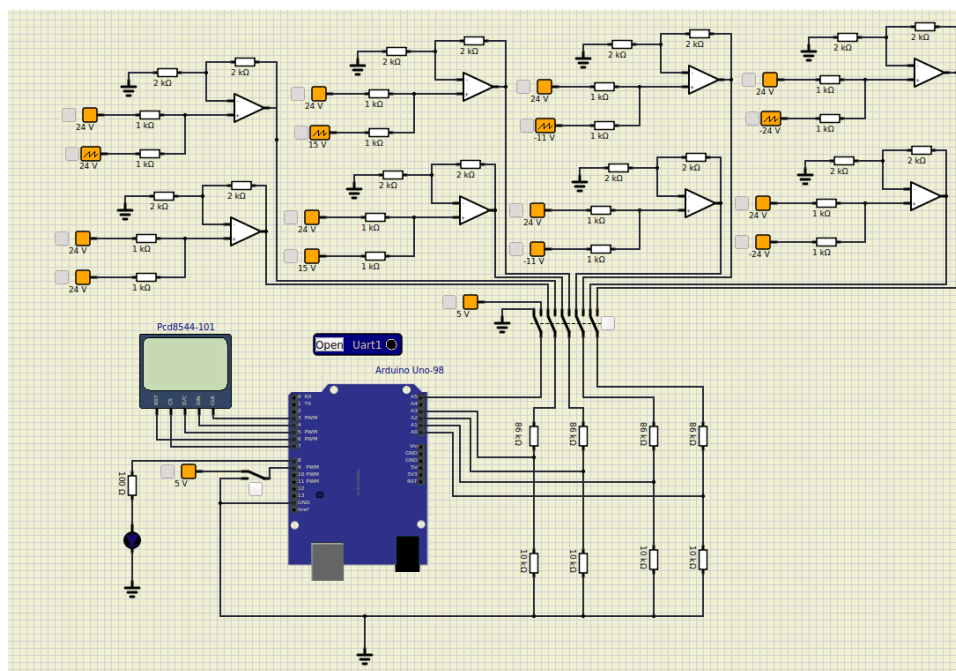 2 kΩ
2 kΩ
24 V
1 kΩ
24 V
1 kΩ
2 kΩ
2 kΩ
24 V
1 kΩ
15 V
1 kΩ
2 kΩ
2 kΩ
24 V
1 kΩ
-11 V
1 kΩ
2 kΩ
2 kΩ
24 V
1 kΩ
-24 V
1 kΩ
2 kΩ
2 kΩ
24 V
1 kΩ
24 V
1 kΩ
2 kΩ
2 kΩ
24 V
1 kΩ
15 V
1 kΩ
2 kΩ
2 kΩ
24 V
1 kΩ
-11 V
1 kΩ
2 kΩ
2 kΩ
24 V
1 kΩ
-24 V
1 kΩ
5 V
Pcd8544-101
RST
CS
D/C
DIN
CLK
Open Uart1
Arduino Uno-98
0 RX
1 TX
2
3 PWM
4
5 PWM
6 PWM
7
8
9 PWM
10 PWM
11 PWM
12
13
GND
Aref
A5
A4
A3
A2
A1
A0
Vin
GND
GND
5V
3V3
RST
86 kΩ
86 kΩ
86 kΩ
86 kΩ
5 V
100 Ω
10 kΩ
10 kΩ
10 kΩ
10 kΩ